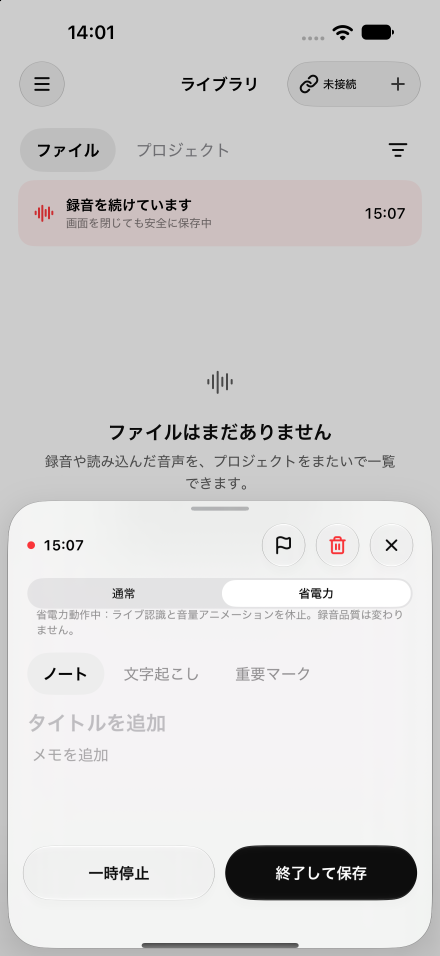 14:01
ライブラリ
未接続
ファイル
プロジェクト
録音を続けています
画面を閉じても安全に保存中
15:07
ファイルはまだありません
録音や読み込んだ音声を、プロジェクトをまたいで一覧
できます。
15:07
通常
省電力
省電力動作中：ライブ認識と音量アニメーションを休止。録音品質は変わり
ません。
ノート
文字起こし
重要マーク
タイトルを追加
メモを追加
一時停止
終了して保存